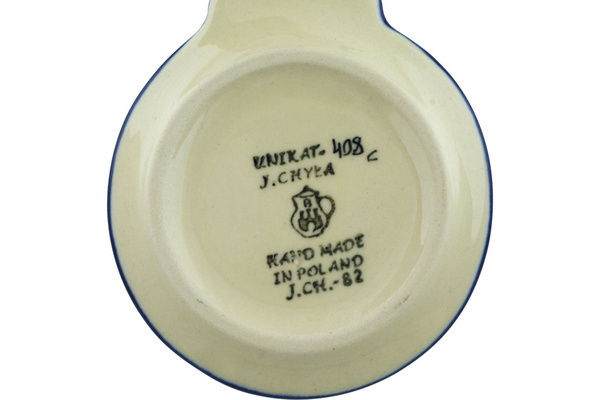 UNIKAT- 408 C
J. CHYŁA
HAND MADE
IN POLAND
J.CH.-82